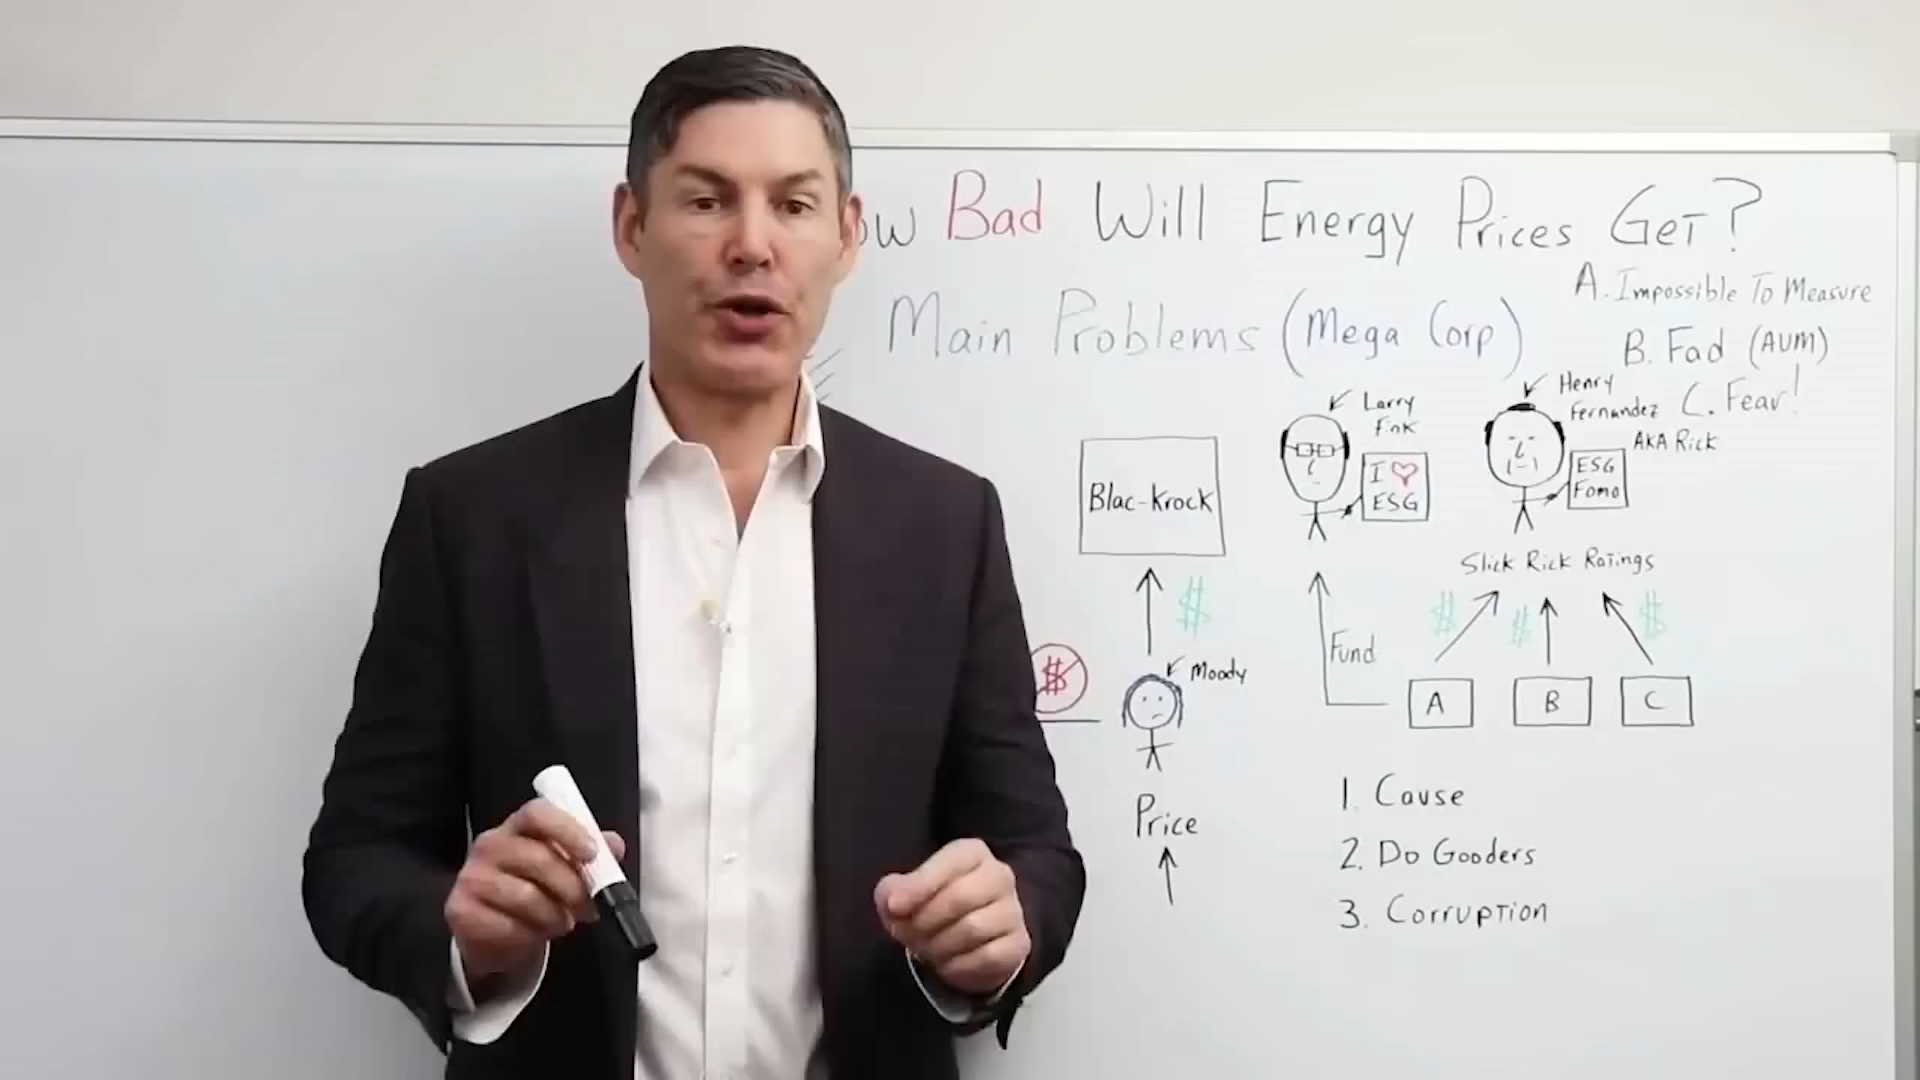 ow Bad Will Energy Prices Get?
Main Problems (Mega Corp)
A. Impossible To Measure
B. Fad (AUM)
C. Fear!
Larry
Fink
Henry
Fernandez
AKA Rick
Blac-Krock
I ♡
ESG
ESG
Fomo
Slick Rick Ratings
$
$ $ $
$
Moody
Fund
A B C
Price
1. Cause
2. Do Gooders
3. Corruption